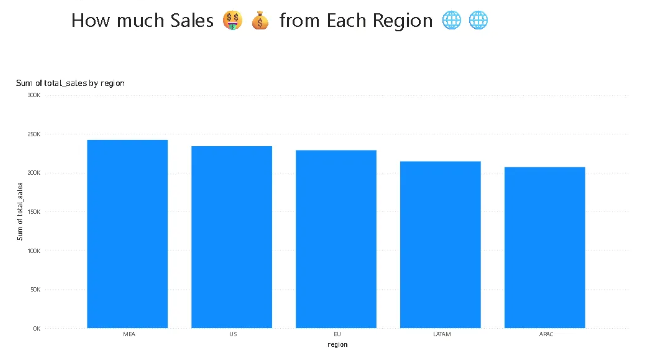 How much Sales 🤑 💰 from Each Region 🌐 🌐
Sum of total_sales by region
300K
250K
200K
150K
100K
50K
0K
Sum of total_sales
MEA
US
EU
LATAM
APAC
region